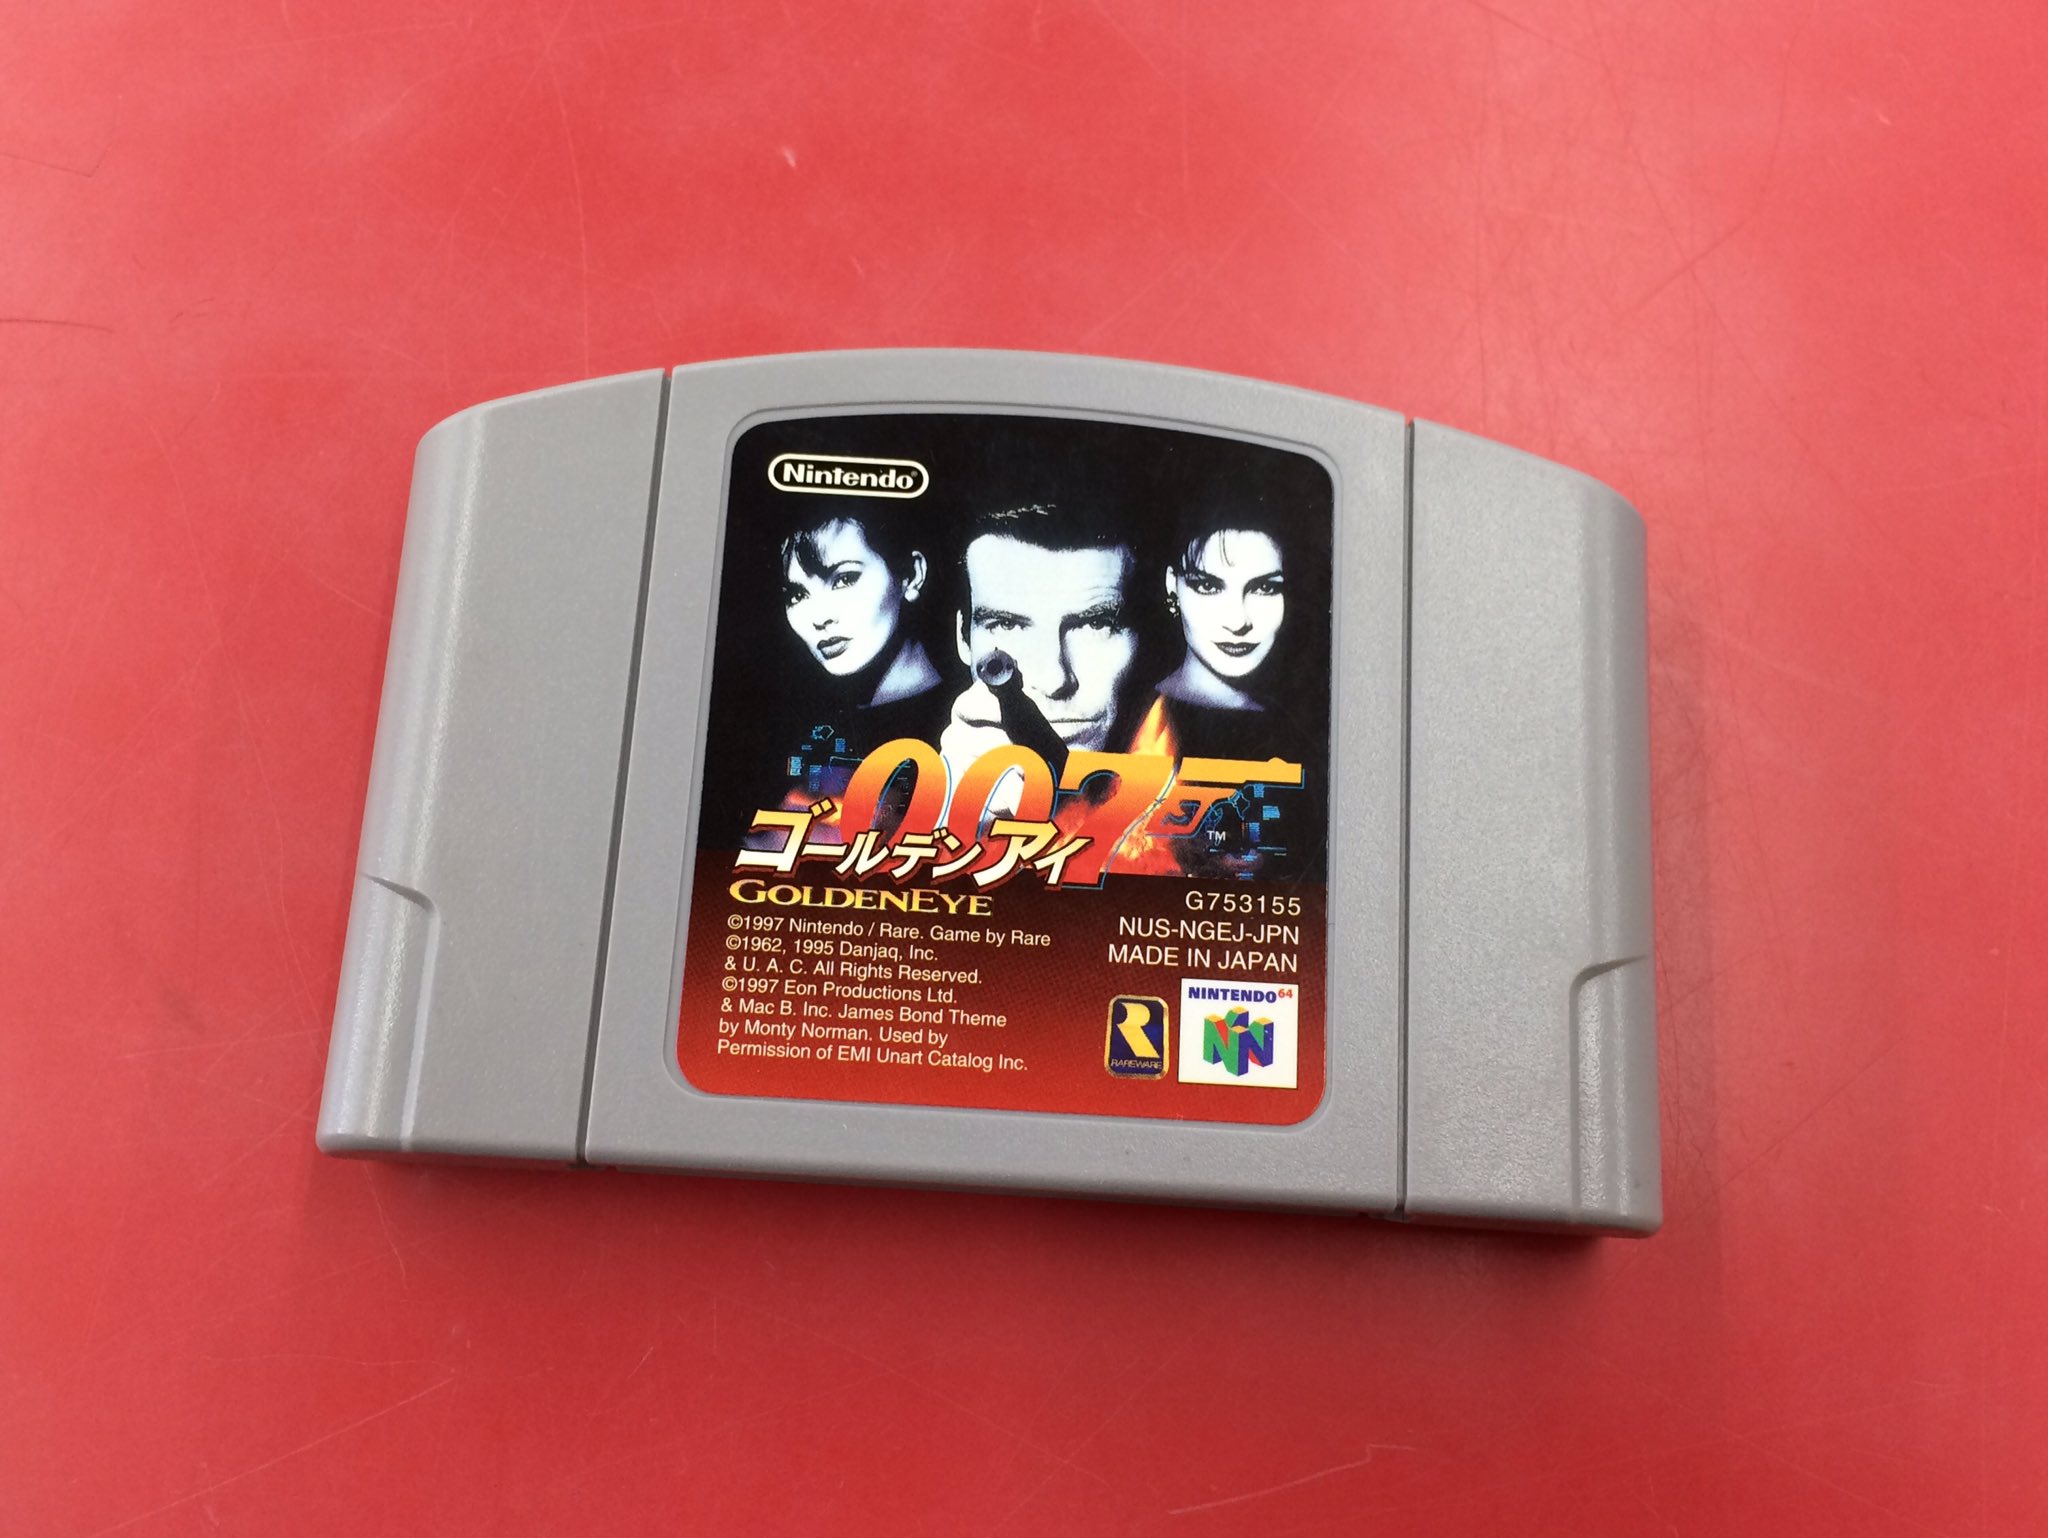 Nintendo®
007
TM
ゴールデンアイ
GOLDENEYE
©1997 Nintendo / Rare. Game by Rare
©1962, 1995 Danjaq, Inc.
& U. A. C. All Rights Reserved.
©1997 Eon Productions Ltd.
& Mac B. Inc. James Bond Theme
by Monty Norman. Used by
Permission of EMI Unart Catalog Inc.
G753155
NUS-NGEJ-JPN
MADE IN JAPAN
RAREWARE
NINTENDO64